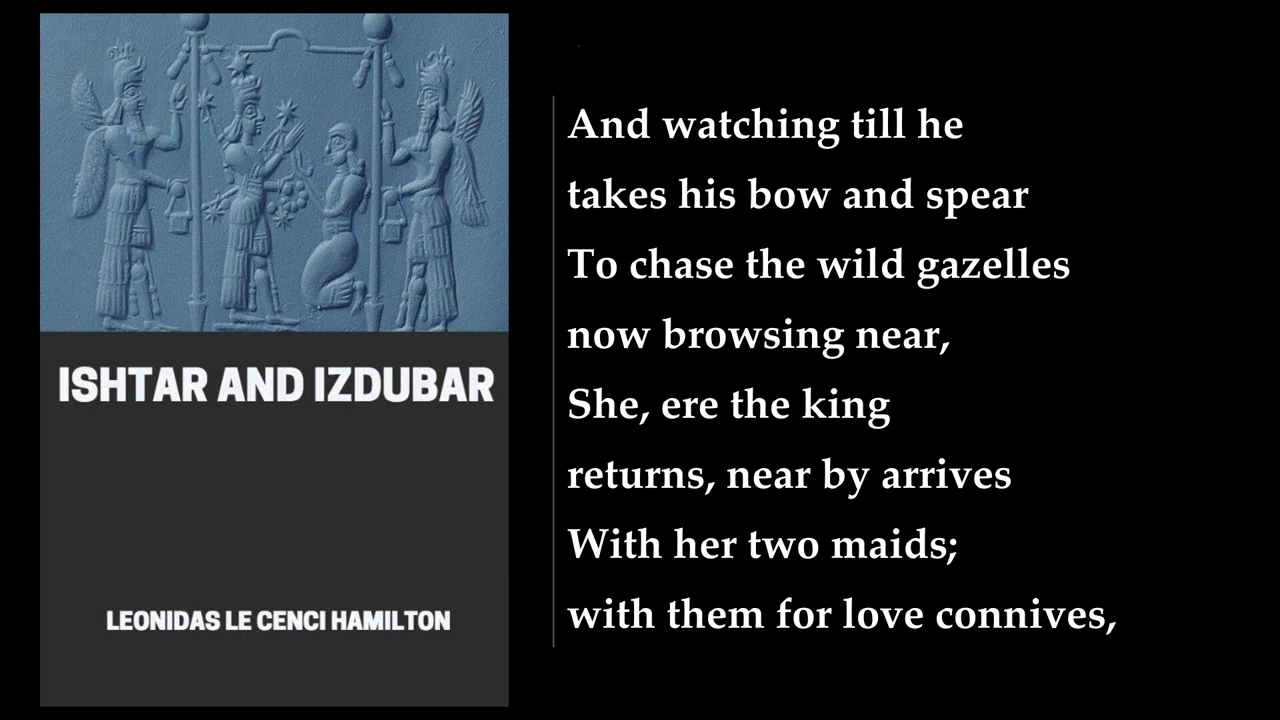 ISHTAR AND IZDUBAR
LEONIDAS LE CENCI HAMILTON
And watching till he
takes his bow and spear
To chase the wild gazelles
now browsing near,
She, ere the king
returns, near by arrives
With her two maids;
with them for love connives,